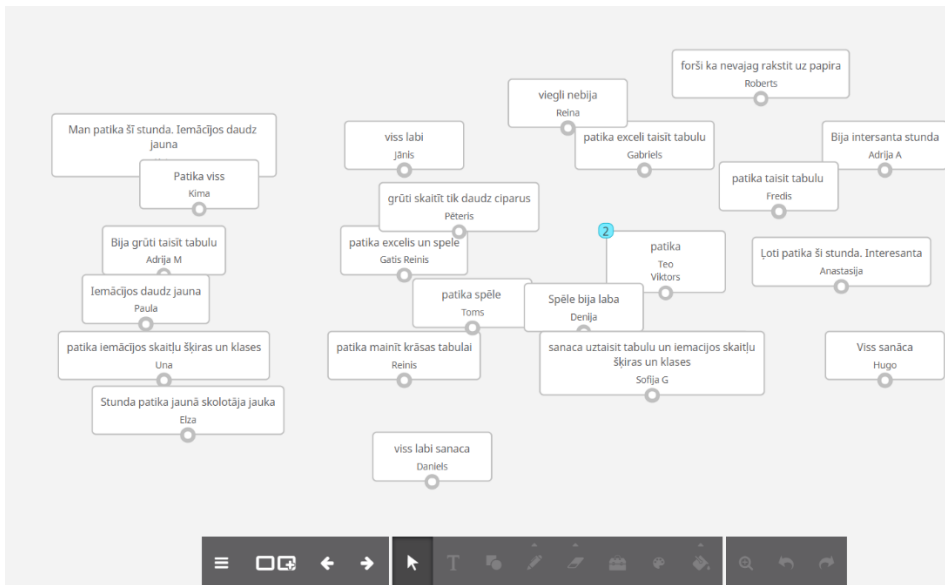 forši ka nevajag rakstit uz papira
Roberts
viegli nebija
Reina
Man patika šī stunda. Iemācījos daudz
jauna
viss labi
Jānis
patika exceli taisīt tabulu
Gabriels
Bija intersanta stunda
Adrija A
Patika viss
Kima
patika taisit tabulu
Fredis
grūti skaitīt tik daudz ciparus
Pēteris
Bija grūti taisīt tabulu
Adrija M
patika excelis un spele
Gatis Reinis
2
patika
Teo
Viktors
Ļoti patika ši stunda. Interesanta
Anastasija
Iemācījos daudz jauna
Paula
patika spēle
Toms
Spēle bija laba
Denija
patika iemācījos skaitļu šķiras un klases
Una
patika mainīt krāsas tabulai
Reinis
sanaca uztaisit tabulu un iemacijos skaitļu
šķiras un klases
Sofija G
Viss sanāca
Hugo
Stunda patika jaunā skolotāja jauka
Elza
viss labi sanaca
Daniels